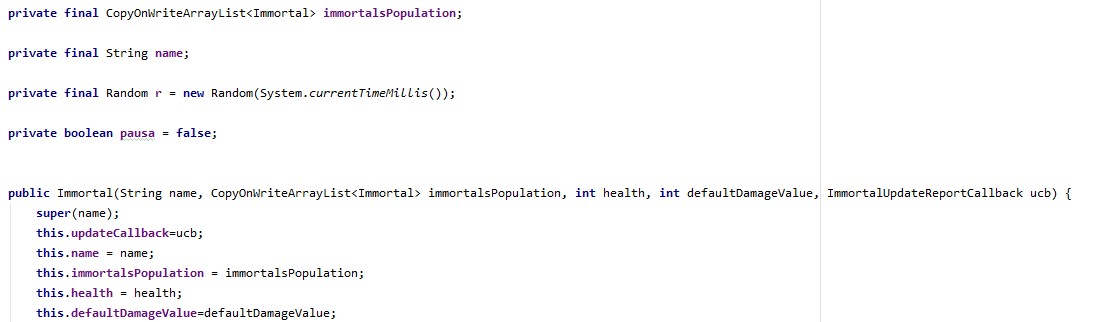 private final CopyOnWriteArrayList<Immortal> immortalsPopulation;
private final String name;
private final Random r = new Random(System.currentTimeMillis());
private boolean pausa = false;
public Immortal(String name, CopyOnWriteArrayList<Immortal> immortalsPopulation, int health, int defaultDamageValue, ImmortalUpdateReportCallback ucb) {
super(name);
this.updateCallback=ucb;
this.name = name;
this.immortalsPopulation = immortalsPopulation;
this.health = health;
this.defaultDamageValue=defaultDamageValue;